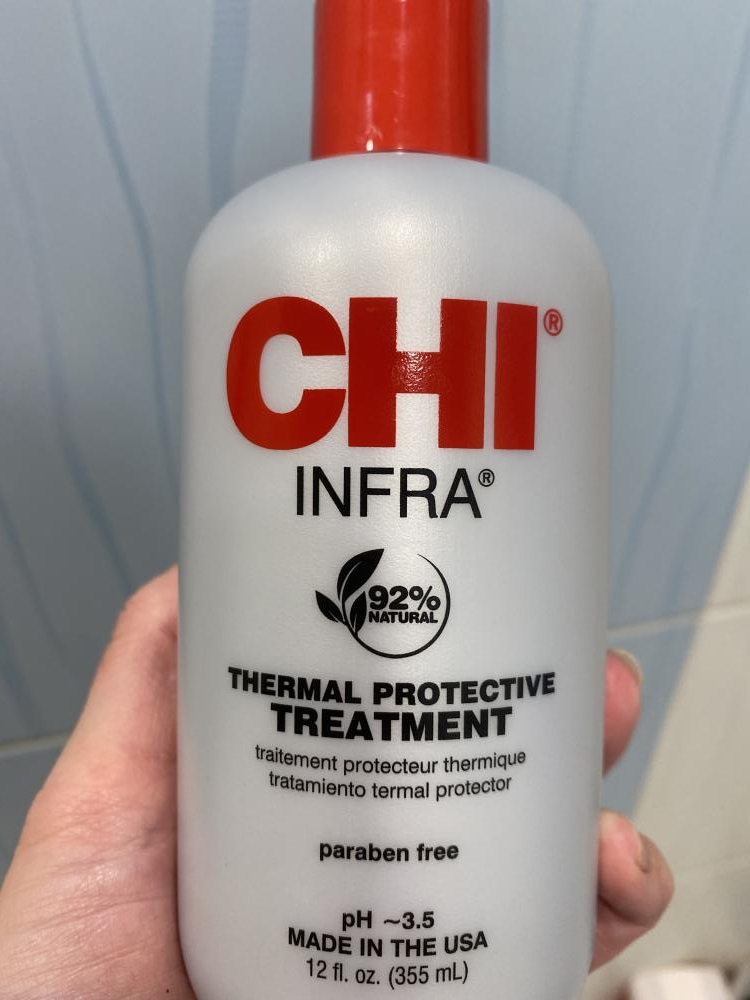 CHI®
INFRA®
92%
NATURAL
THERMAL PROTECTIVE
TREATMENT
traitement protecteur thermique
tratamiento termal protector
paraben free
pH ~3.5
MADE IN THE USA
12 fl. oz. (355 mL)